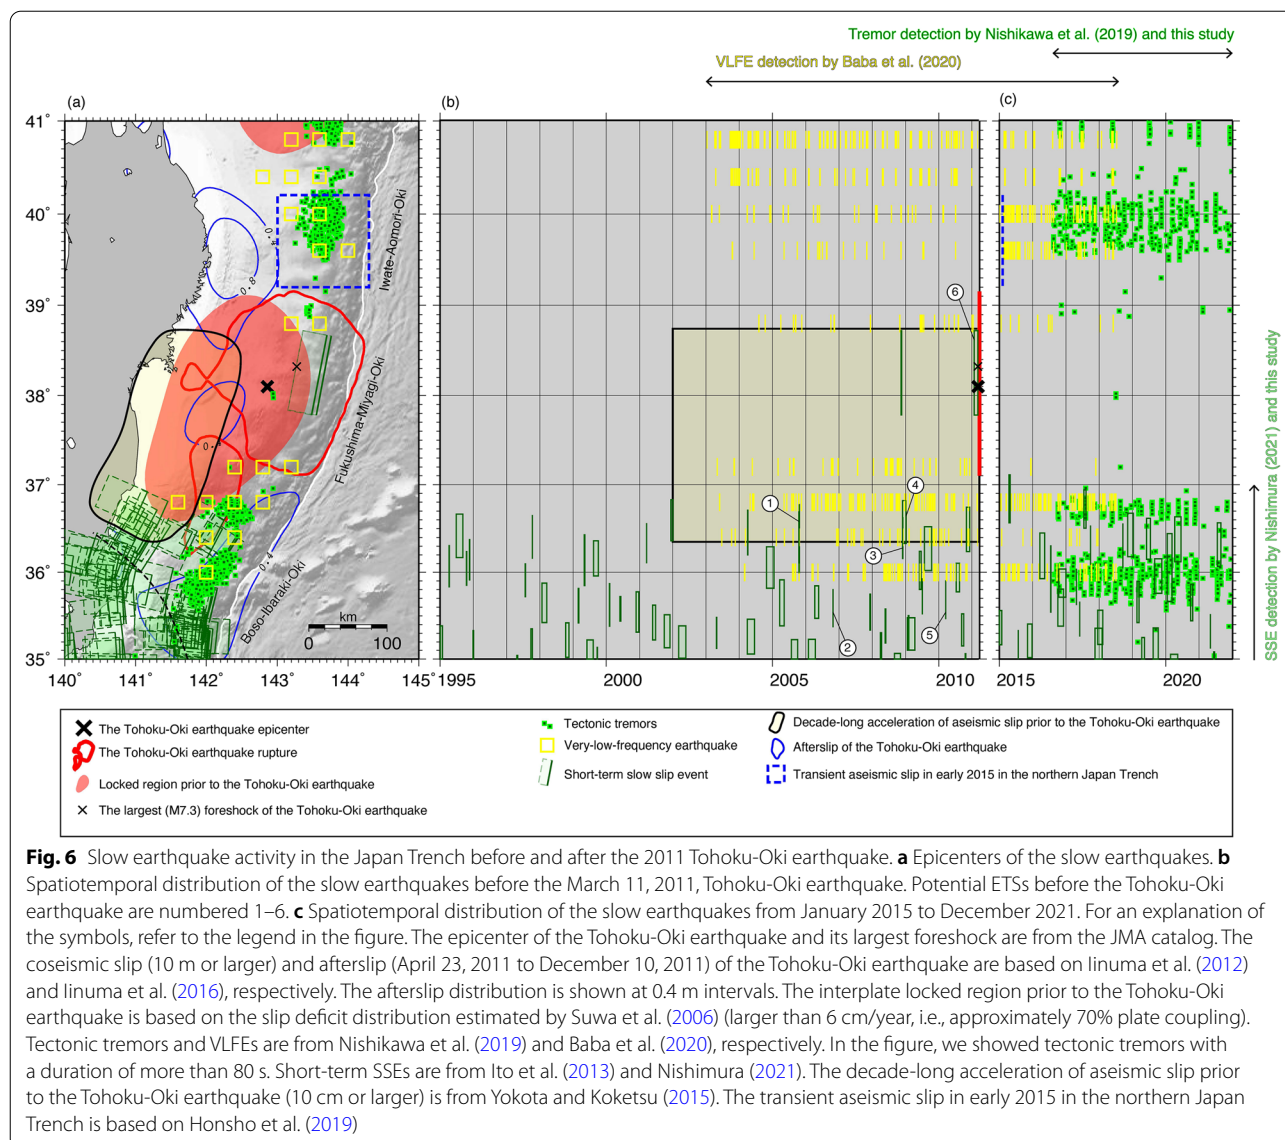 Tremor detection by Nishikawa et al. (2019) and this study
VLFE detection by Baba et al. (2020)
(a)
(b)
(c)
41°
40°
39°
38°
37°
36°
35°
140°
141°
142°
143°
144°
145°
41°
40°
39°
38°
37°
36°
35°
0.4
0.8
0.4
0.4
Iwate-Aomori-Oki
Fukushima-Miyagi-Oki
Boso-Ibaraki-Oki
km
0
100
1
2
3
4
5
6
1995
2000
2005
2010
2015
2020
SSE detection by Nishimura (2021) and this study
The Tohoku-Oki earthquake epicenter
The Tohoku-Oki earthquake rupture
Locked region prior to the Tohoku-Oki earthquake
The largest (M7.3) foreshock of the Tohoku-Oki earthquake
Tectonic tremors
Very-low-frequency earthquake
Short-term slow slip event
Decade-long acceleration of aseismic slip prior to the Tohoku-Oki earthquake
Afterslip of the Tohoku-Oki earthquake
Transient aseismic slip in early 2015 in the northern Japan Trench
Fig. 6 Slow earthquake activity in the Japan Trench before and after the 2011 Tohoku-Oki earthquake. a Epicenters of the slow earthquakes. b
Spatiotemporal distribution of the slow earthquakes before the March 11, 2011, Tohoku-Oki earthquake. Potential ETSs before the Tohoku-Oki
earthquake are numbered 1–6. c Spatiotemporal distribution of the slow earthquakes from January 2015 to December 2021. For an explanation of
the symbols, refer to the legend in the figure. The epicenter of the Tohoku-Oki earthquake and its largest foreshock are from the JMA catalog. The
coseismic slip (10 m or larger) and afterslip (April 23, 2011 to December 10, 2011) of the Tohoku-Oki earthquake are based on Iinuma et al. (2012)
and Iinuma et al. (2016), respectively. The afterslip distribution is shown at 0.4 m intervals. The interplate locked region prior to the Tohoku-Oki
earthquake is based on the slip deficit distribution estimated by Suwa et al. (2006) (larger than 6 cm/year, i.e., approximately 70% plate coupling).
Tectonic tremors and VLFEs are from Nishikawa et al. (2019) and Baba et al. (2020), respectively. In the figure, we showed tectonic tremors with
a duration of more than 80 s. Short-term SSEs are from Ito et al. (2013) and Nishimura (2021). The decade-long acceleration of aseismic slip prior
to the Tohoku-Oki earthquake (10 cm or larger) is from Yokota and Koketsu (2015). The transient aseismic slip in early 2015 in the northern Japan
Trench is based on Honsho et al. (2019)